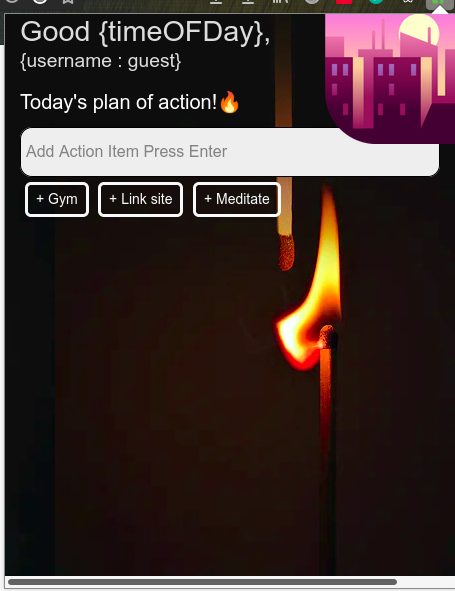 Good {timeOFDay},
{username : guest}
Today's plan of action!🔥
Add Action Item Press Enter
+ Gym
+ Link site
+ Meditate